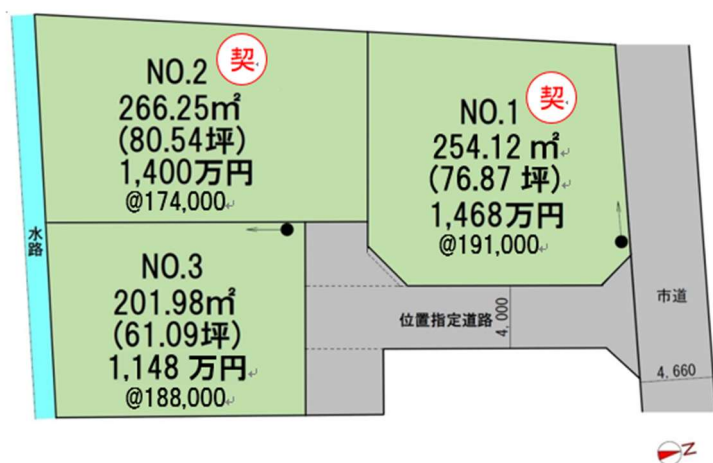 NO.2
契
266.25㎡
(80.54坪)
1,400万円
@174,000
NO.1
契
254.12 ㎡
(76.87 坪)
1,468万円
@191,000
水路
NO.3
201.98㎡
(61.09坪)
1,148 万円
@188,000
位置指定道路
4,000
市道
4,660
N